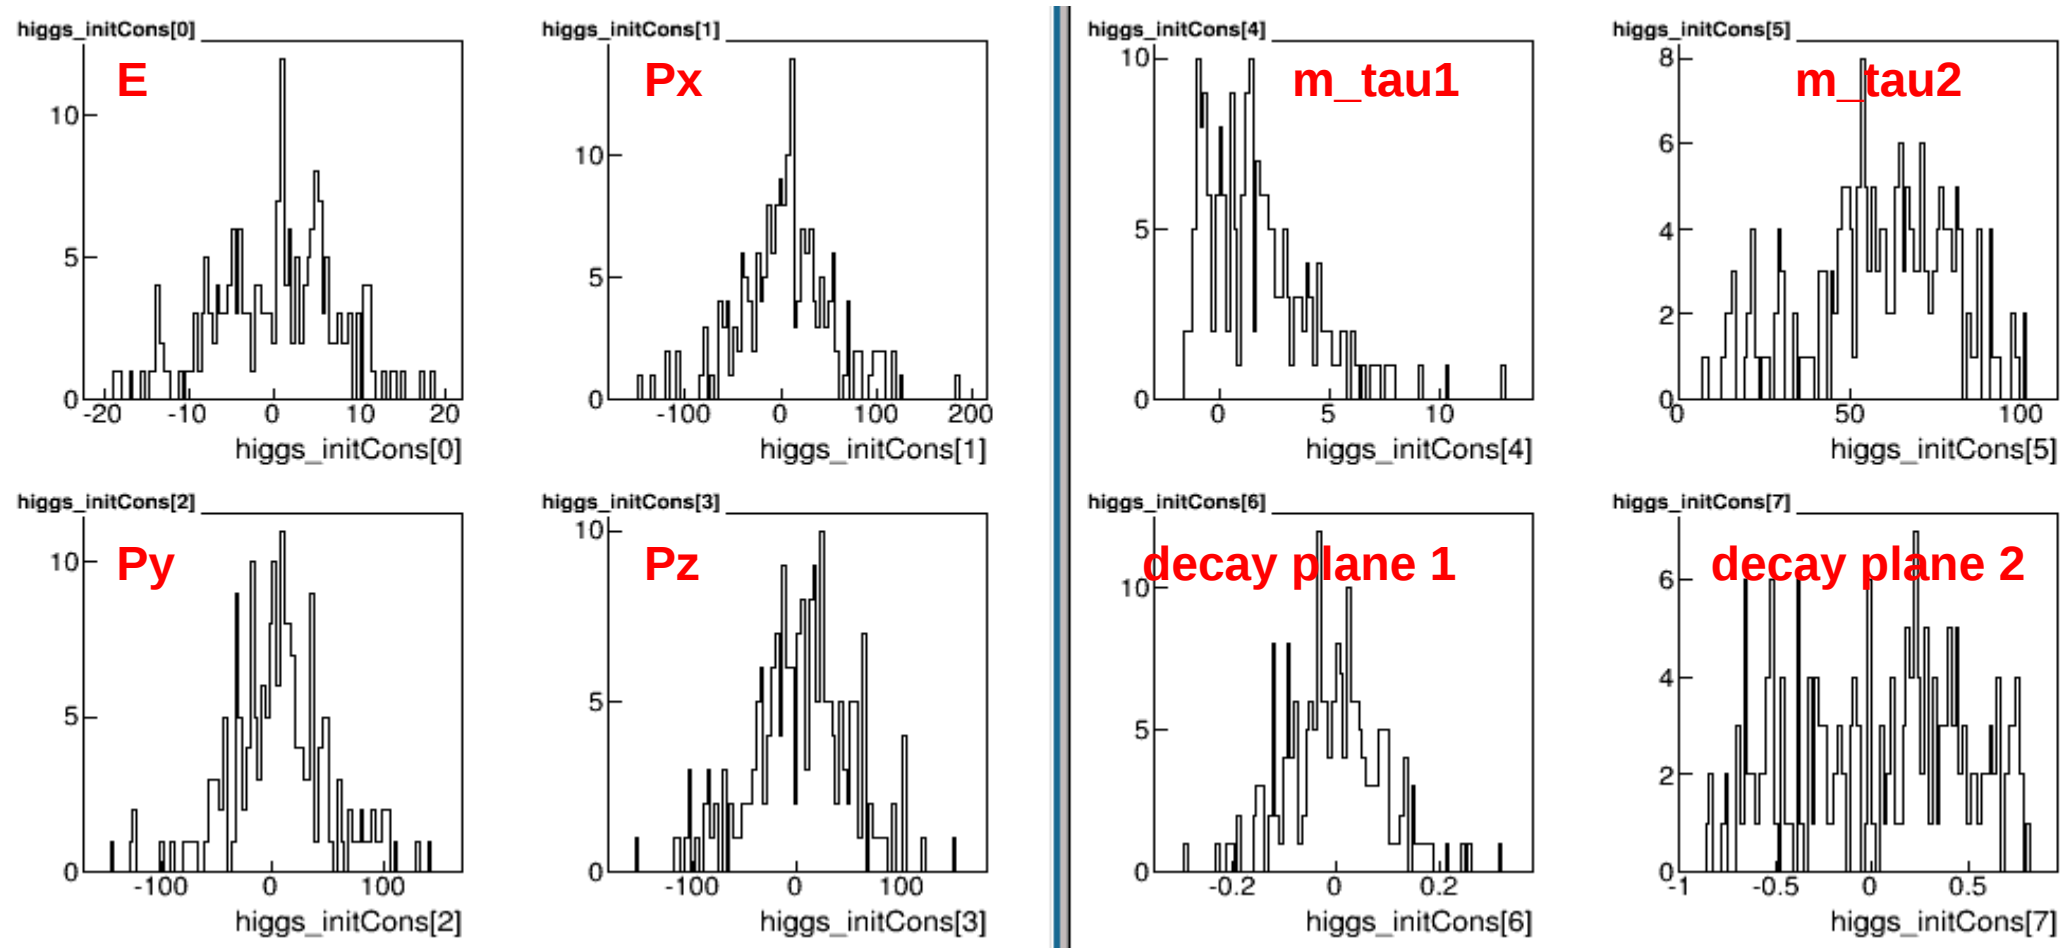 higgs_initCons[0]
E
10
5
0
-20 -10 0 10 20
higgs_initCons[0]
higgs_initCons[1]
Px
10
5
0
-100 0 100 200
higgs_initCons[1]
higgs_initCons[4]
m_tau1
10
5
0
0 5 10
higgs_initCons[4]
higgs_initCons[5]
m_tau2
8
6
4
2
0
0 50 100
higgs_initCons[5]
higgs_initCons[2]
Py
10
5
0
-100 0 100
higgs_initCons[2]
higgs_initCons[3]
Pz
10
5
0
-100 0 100
higgs_initCons[3]
higgs_initCons[6]
decay plane 1
10
5
0
-0.2 0 0.2
higgs_initCons[6]
higgs_initCons[7]
decay plane 2
6
4
2
0
-1 -0.5 0 0.5
higgs_initCons[7]